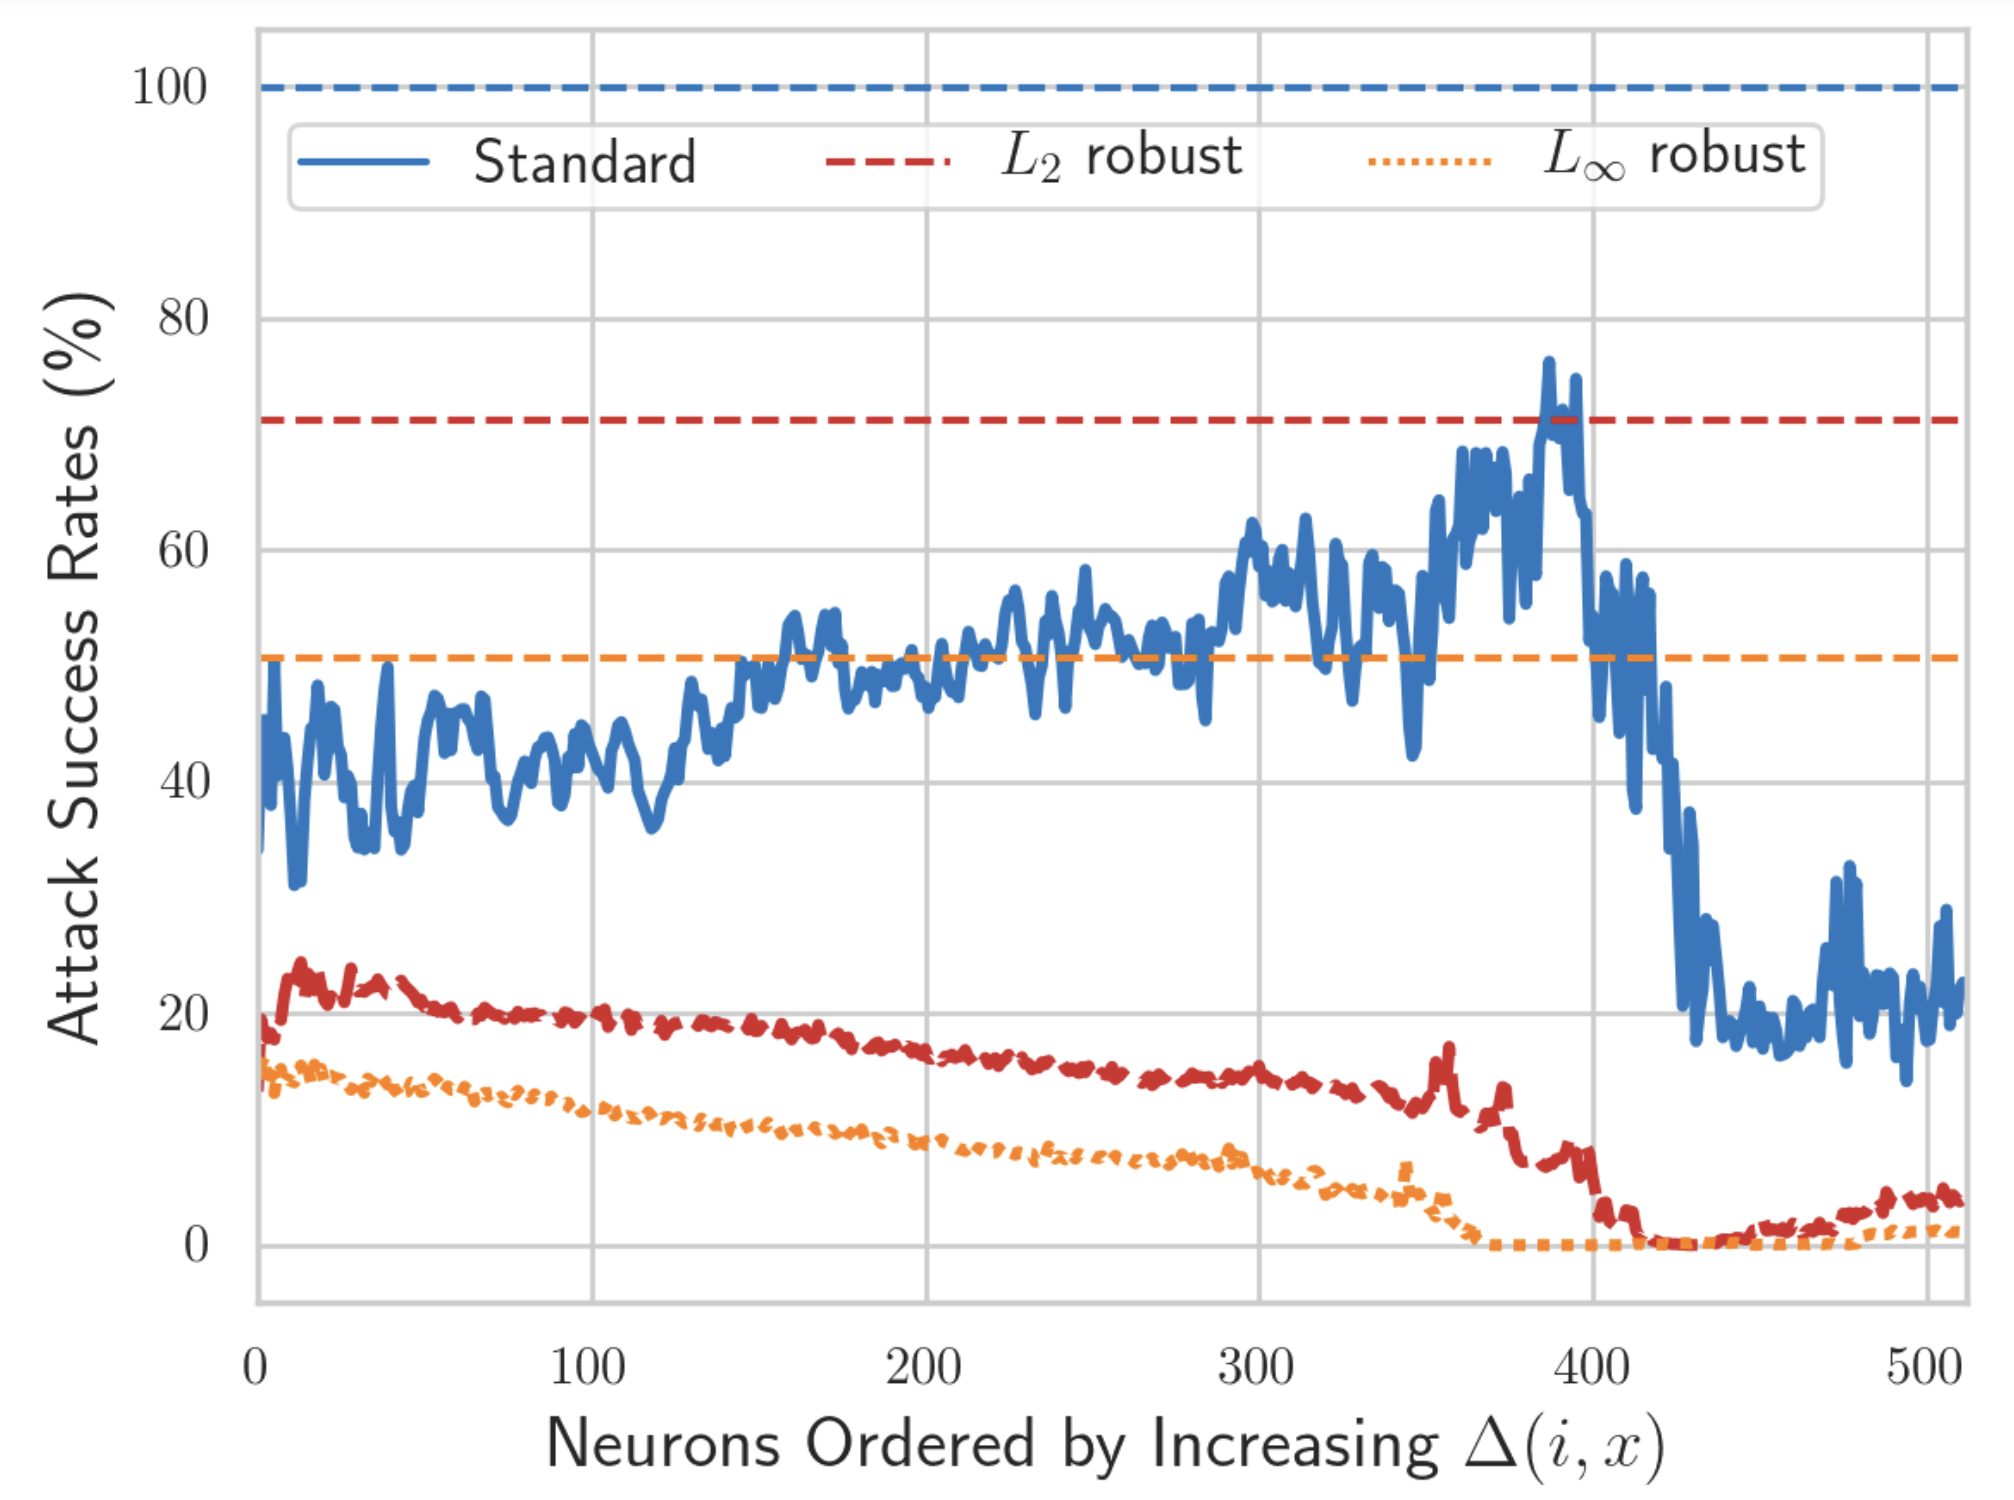 Attack Success Rates (%)
100
80
60
40
20
0
Standard L₂ robust L∞ robust
0 100 200 300 400 500
Neurons Ordered by Increasing Δ(i, x)